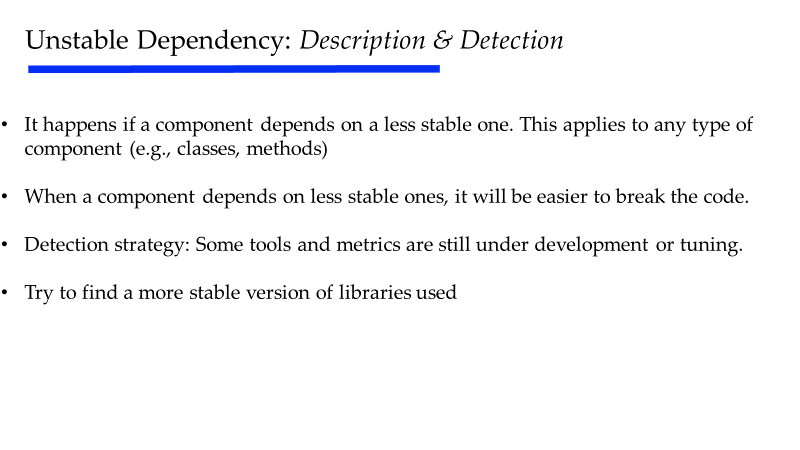 Unstable Dependency: Description & Detection
• It happens if a component depends on a less stable one. This applies to any type of
component (e.g., classes, methods)
• When a component depends on less stable ones, it will be easier to break the code.
• Detection strategy: Some tools and metrics are still under development or tuning.
• Try to find a more stable version of libraries used